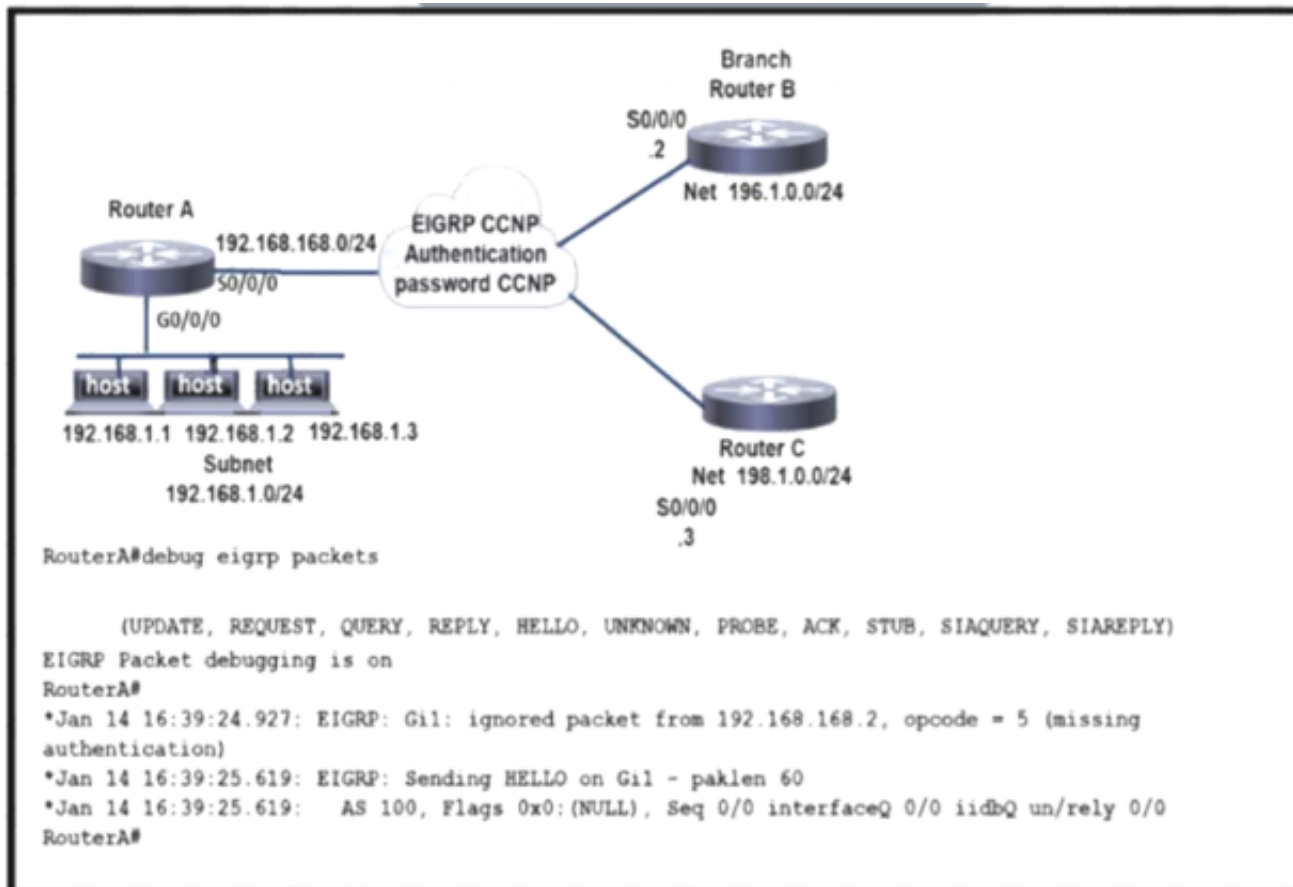 Branch
Router B
S0/0/0
.2
Net 196.1.0.0/24
Router A
192.168.168.0/24
S0/0/0
G0/0/0
EIGRP CCNP
Authentication
password CCNP
host host host
192.168.1.1 192.168.1.2 192.168.1.3
Subnet
192.168.1.0/24
Router C
Net 198.1.0.0/24
S0/0/0
.3
RouterA#debug eigrp packets
(UPDATE, REQUEST, QUERY, REPLY, HELLO, UNKNOWN, PROBE, ACK, STUB, SIAQUERY, SIAREPLY)
EIGRP Packet debugging is on
RouterA#
*Jan 14 16:39:24.927: EIGRP: Gi1: ignored packet from 192.168.168.2, opcode = 5 (missing
authentication)
*Jan 14 16:39:25.619: EIGRP: Sending HELLO on Gi1 - paklen 60
*Jan 14 16:39:25.619: AS 100, Flags 0x0:(NULL), Seq 0/0 interfaceQ 0/0 iidbQ un/rely 0/0
RouterA#